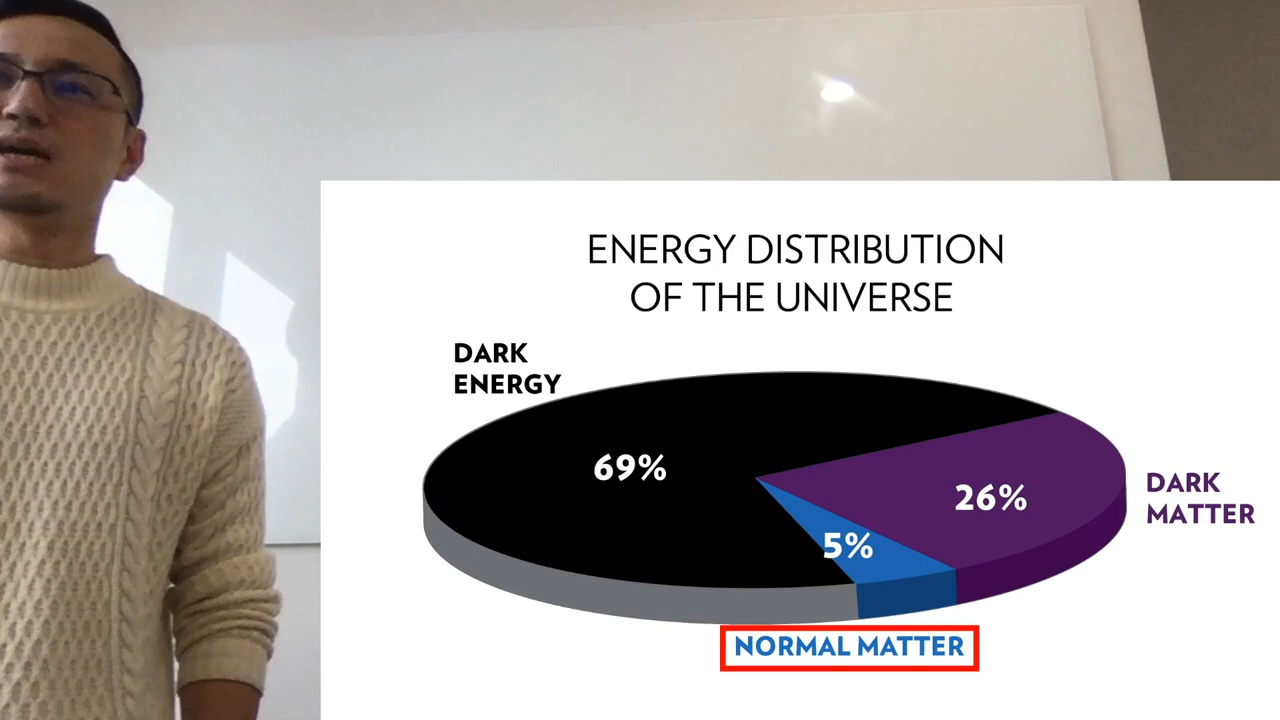 ENERGY DISTRIBUTION
OF THE UNIVERSE
DARK
ENERGY
69%
26%
DARK
MATTER
5%
NORMAL MATTER